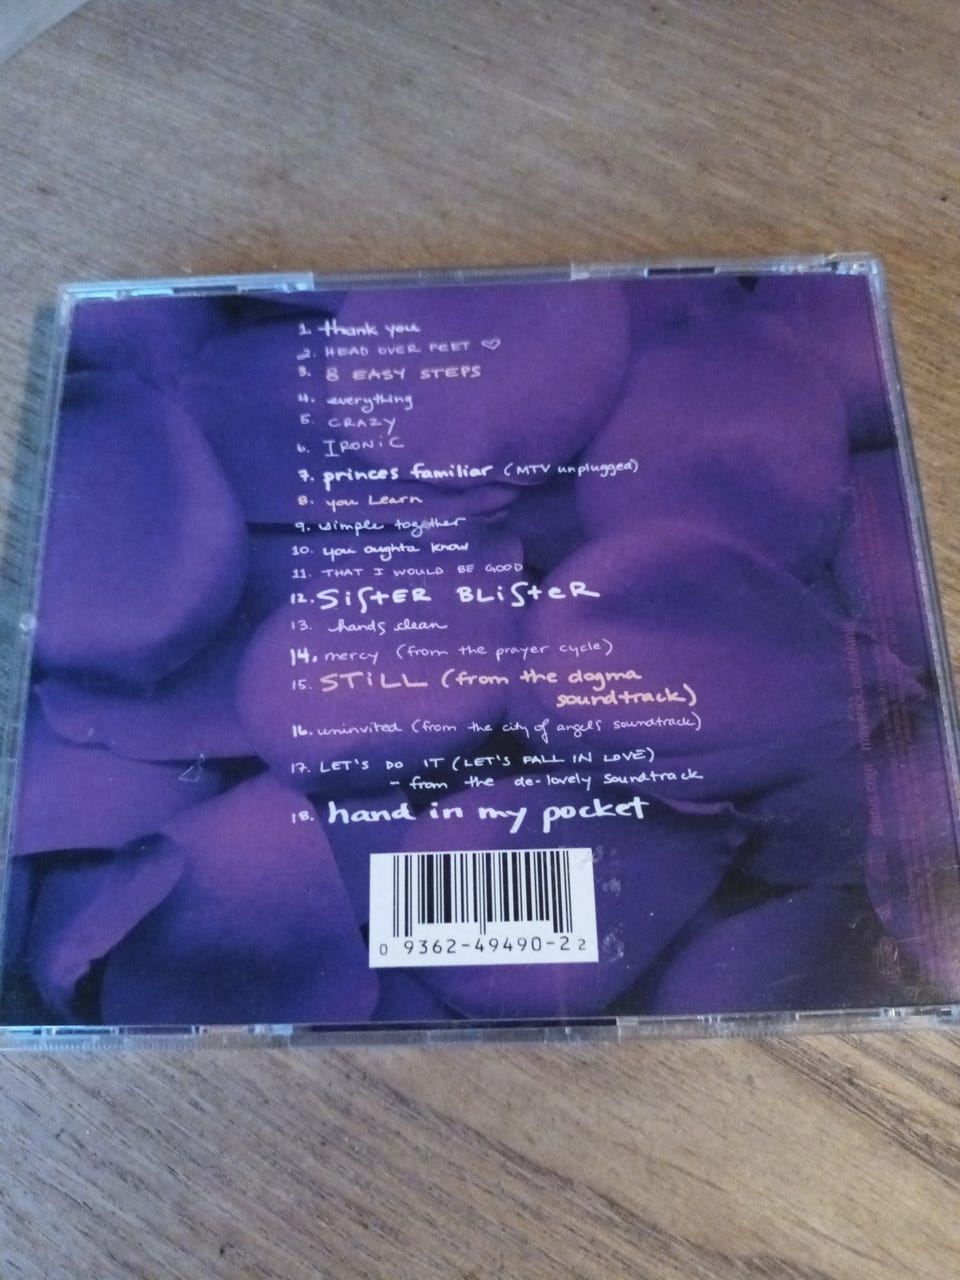 1. thank you
2. HEAD OVER FEET ♡
3. 8 EASY STEPS
4. everything
5. CRAZY
6. IRONIC
7. princes familiar (MTV unplugged)
8. you Learn
9. simple together
10. you oughta know
11. THAT I WOULD BE GOOD
12. SiSTER BLiSTeR
13. hands clean
14. mercy (from the prayer cycle)
15. STiLL (from the dogma
soundtrack)
16. uninvited (from the city of angels soundtrack)
17. LET'S DO IT (LET'S FALL IN LOVE)
- from the de-lovely soundtrack
18. hand in my pocket
0 9362-49490-2 2